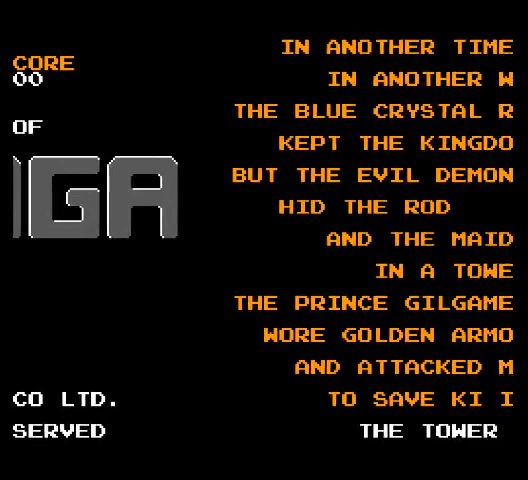 CORE
00
OF
GA
CO LTD.
SERVED
IN ANOTHER TIME
IN ANOTHER W
THE BLUE CRYSTAL R
KEPT THE KINGDO
BUT THE EVIL DEMON
HID THE ROD
AND THE MAID
IN A TOWE
THE PRINCE GILGAME
WORE GOLDEN ARMO
AND ATTACKED M
TO SAVE KI I
THE TOWER